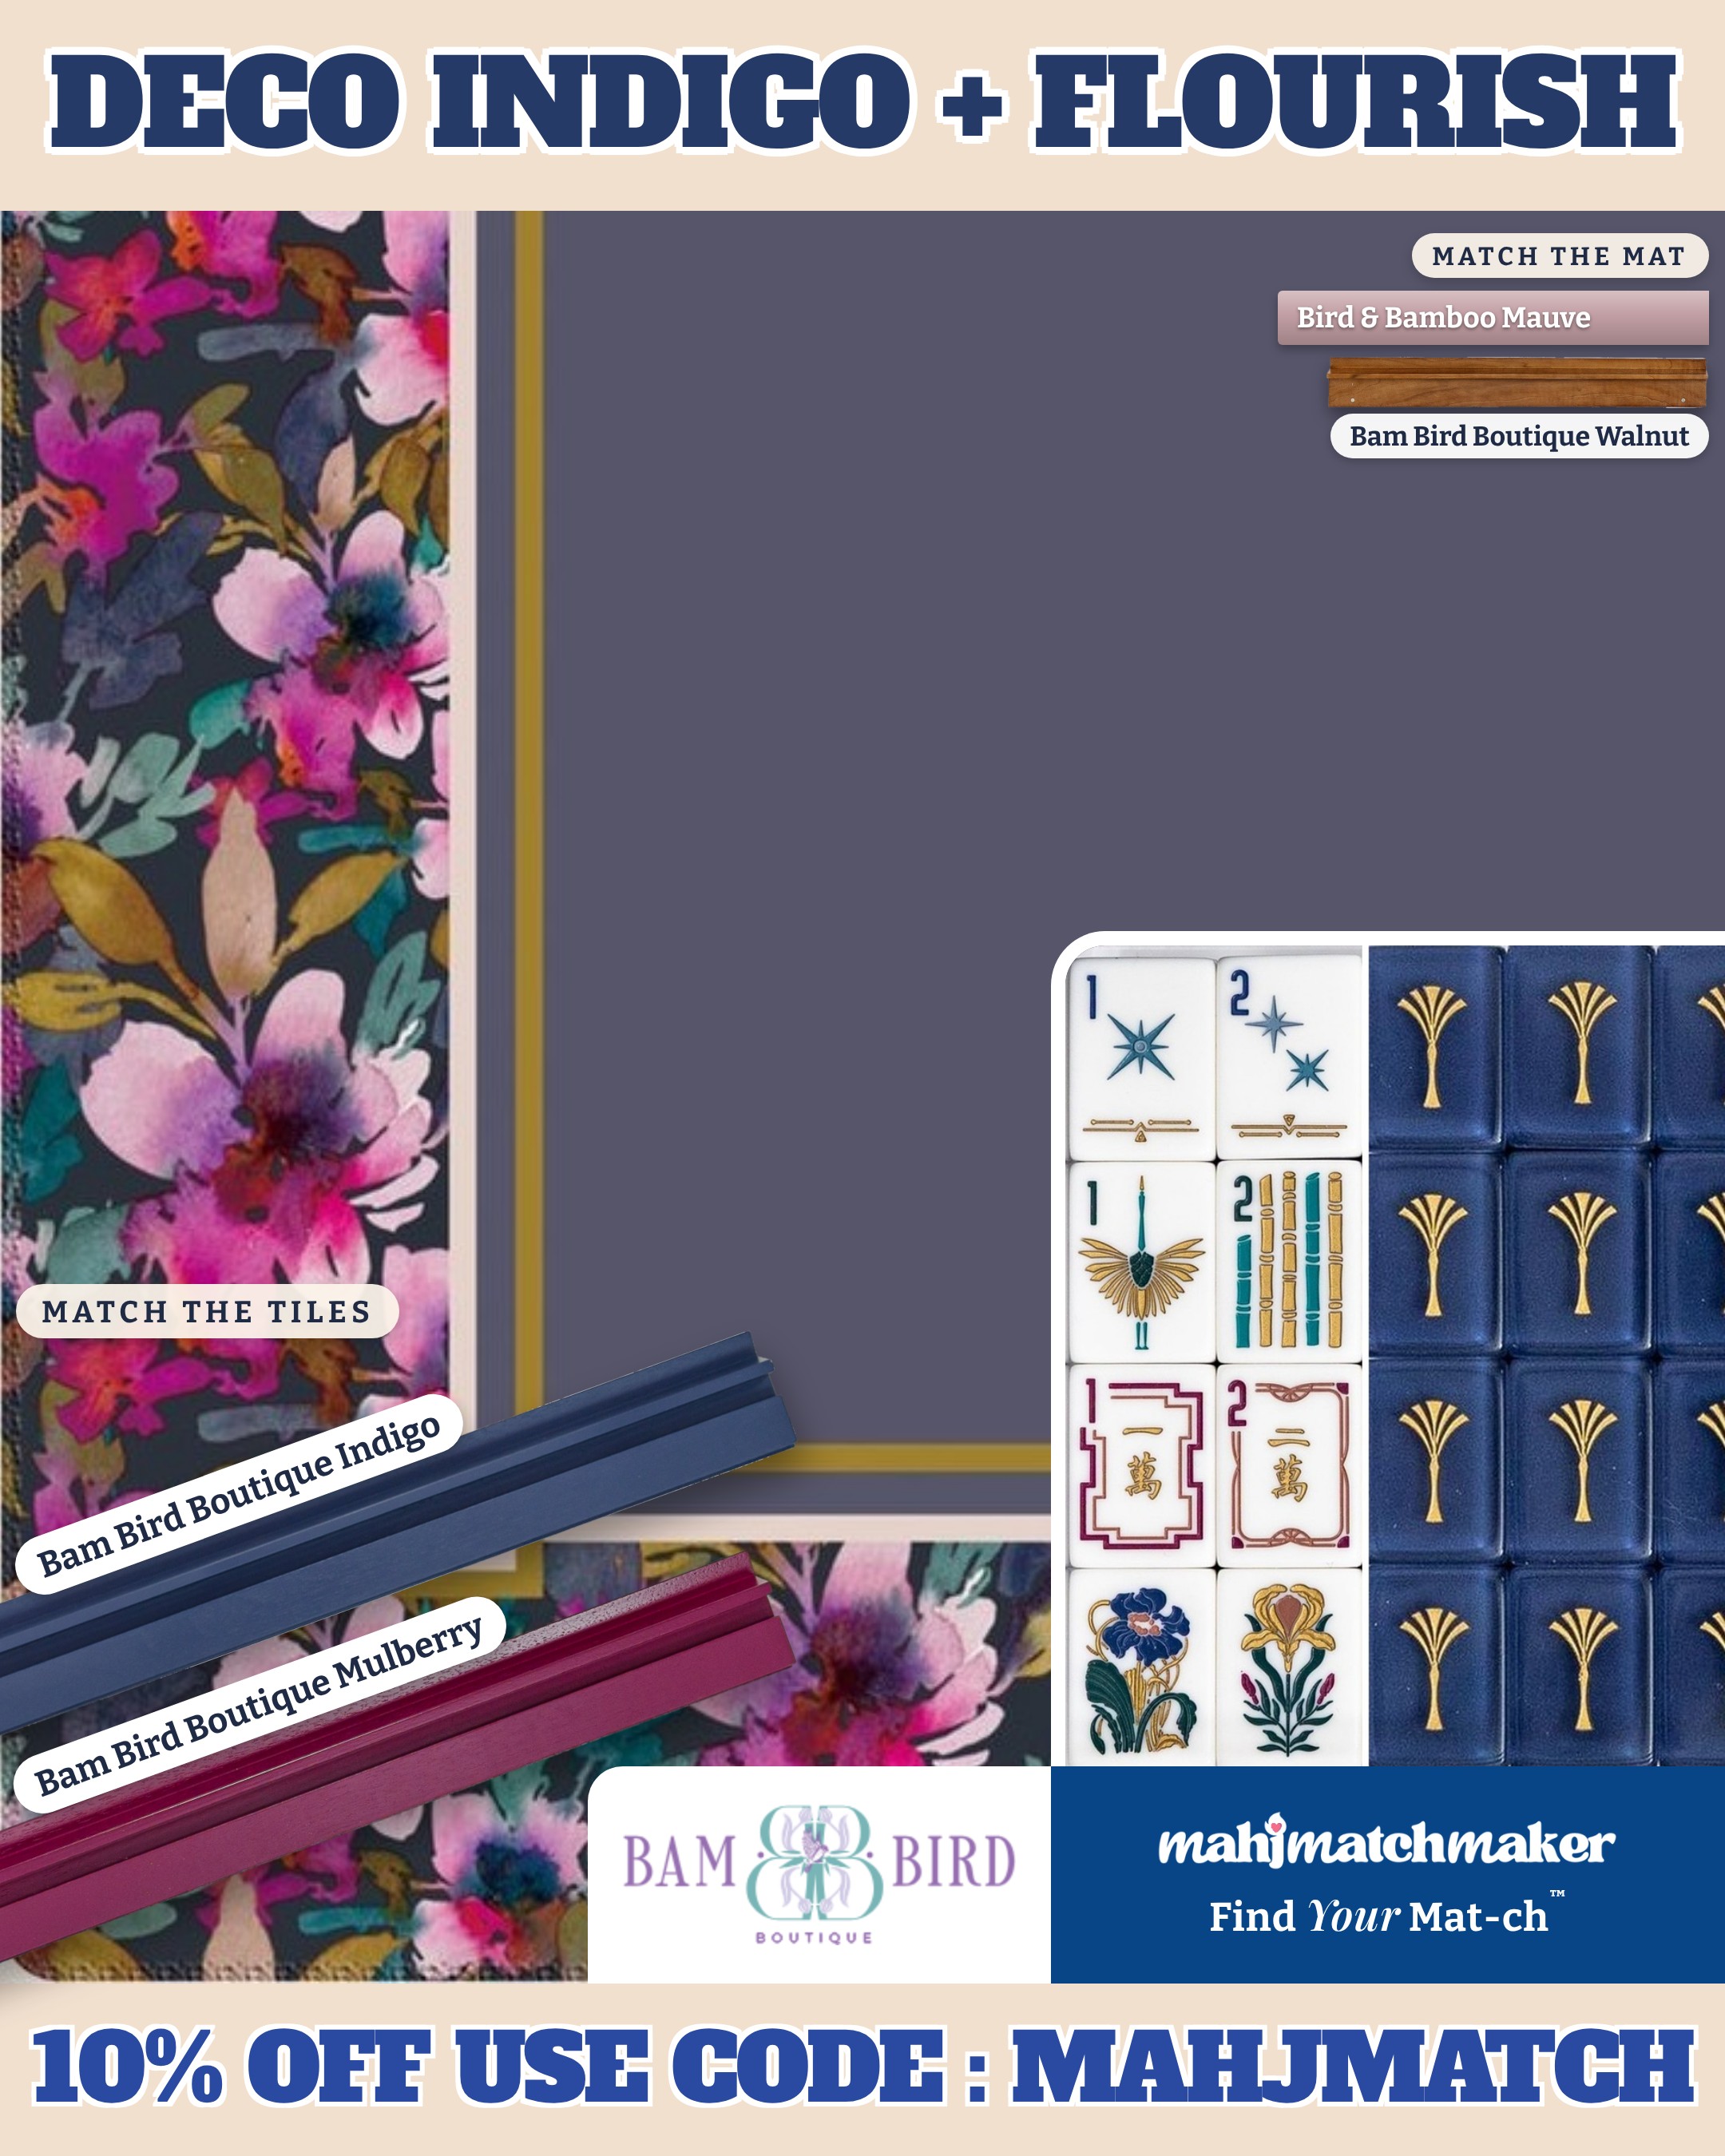 DECO INDIGO + FLOURISH
MATCH THE MAT
Bird & Bamboo Mauve
Bam Bird Boutique Walnut
1
2
1
2
1
一
萬
2
二
萬
MATCH THE TILES
Bam Bird Boutique Indigo
Bam Bird Boutique Mulberry
BAM BIRD
BOUTIQUE
mahjmatchmaker
Find Your Mat-ch™
10% OFF USE CODE : MAHJMATCH